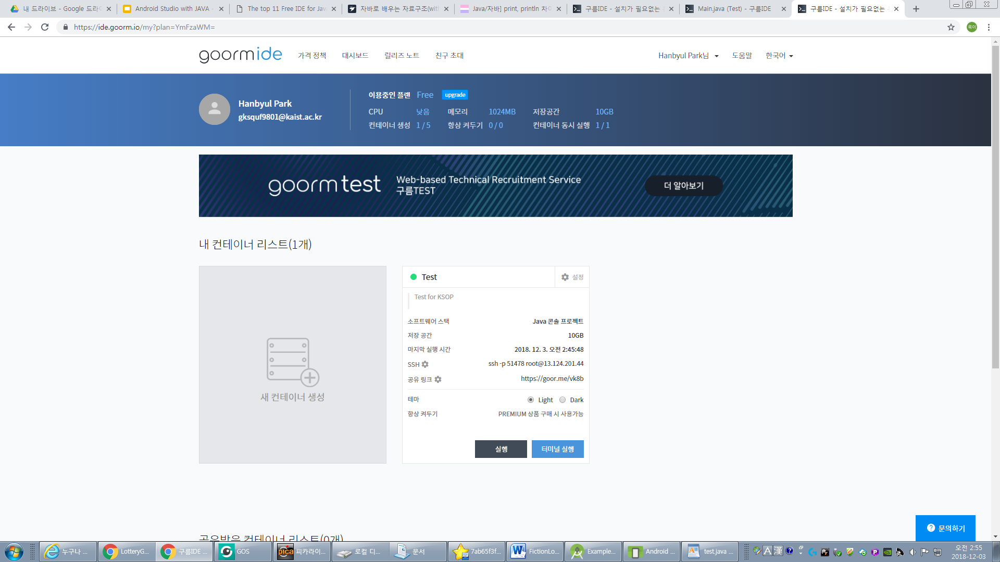 내 드라이브 - Google 드라이
Android Studio with JAVA -
The top 11 Free IDE for Jav
자바로 배우는 자료구조(wit
Java/자바] print, println 차이
구름IDE - 설치가 필요없는
Main.java (Test) - 구름IDE
구름IDE - 설치가 필요없는
https://ide.goorm.io/my?plan=YmFzaWM=
goormide
가격 정책
대시보드
릴리즈 노트
친구 초대
Hanbyul Park님
도움말
한국어
Hanbyul Park
gksquf9801@kaist.ac.kr
이용중인 플랜 Free upgrade
CPU 낮음 메모리 1024MB 저장공간 10GB
컨테이너 생성 1 / 5 항상 켜두기 0 / 0 컨테이너 동시 실행 1 / 1
goorm test
Web-based Technical Recruitment Service
구름TEST
더 알아보기
내 컨테이너 리스트(1개)
새 컨테이너 생성
Test
설정
Test for KSOP
소프트웨어 스택 Java 콘솔 프로젝트
저장 공간 10GB
마지막 실행 시간 2018. 12. 3. 오전 2:45:48
SSH ssh -p 51478 root@13.124.201.44
공유 링크 https://goor.me/vk8b
테마 Light Dark
항상 켜두기 PREMIUM 상품 구매 시 사용가능
실행
터미널 실행
공유받은 컨테이너 리스트(0개)
문의하기
누구나 ...
LotteryG...
구름IDE ...
GOS
피카라이...
로컬 디...
문서
7ab65f3f...
FictionLo...
Example...
Android ...
test.java ...
A 漢
오전 2:55
2018-12-03